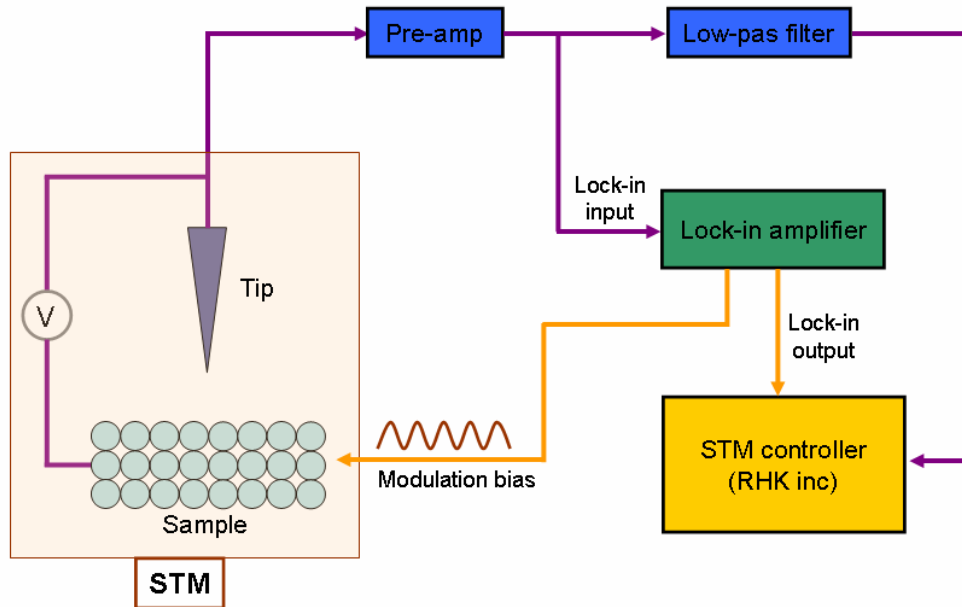 Pre-amp
Low-pas filter
Lock-in
input
Lock-in amplifier
Tip
V
Lock-in
output
Modulation bias
STM controller
(RHK inc)
Sample
STM